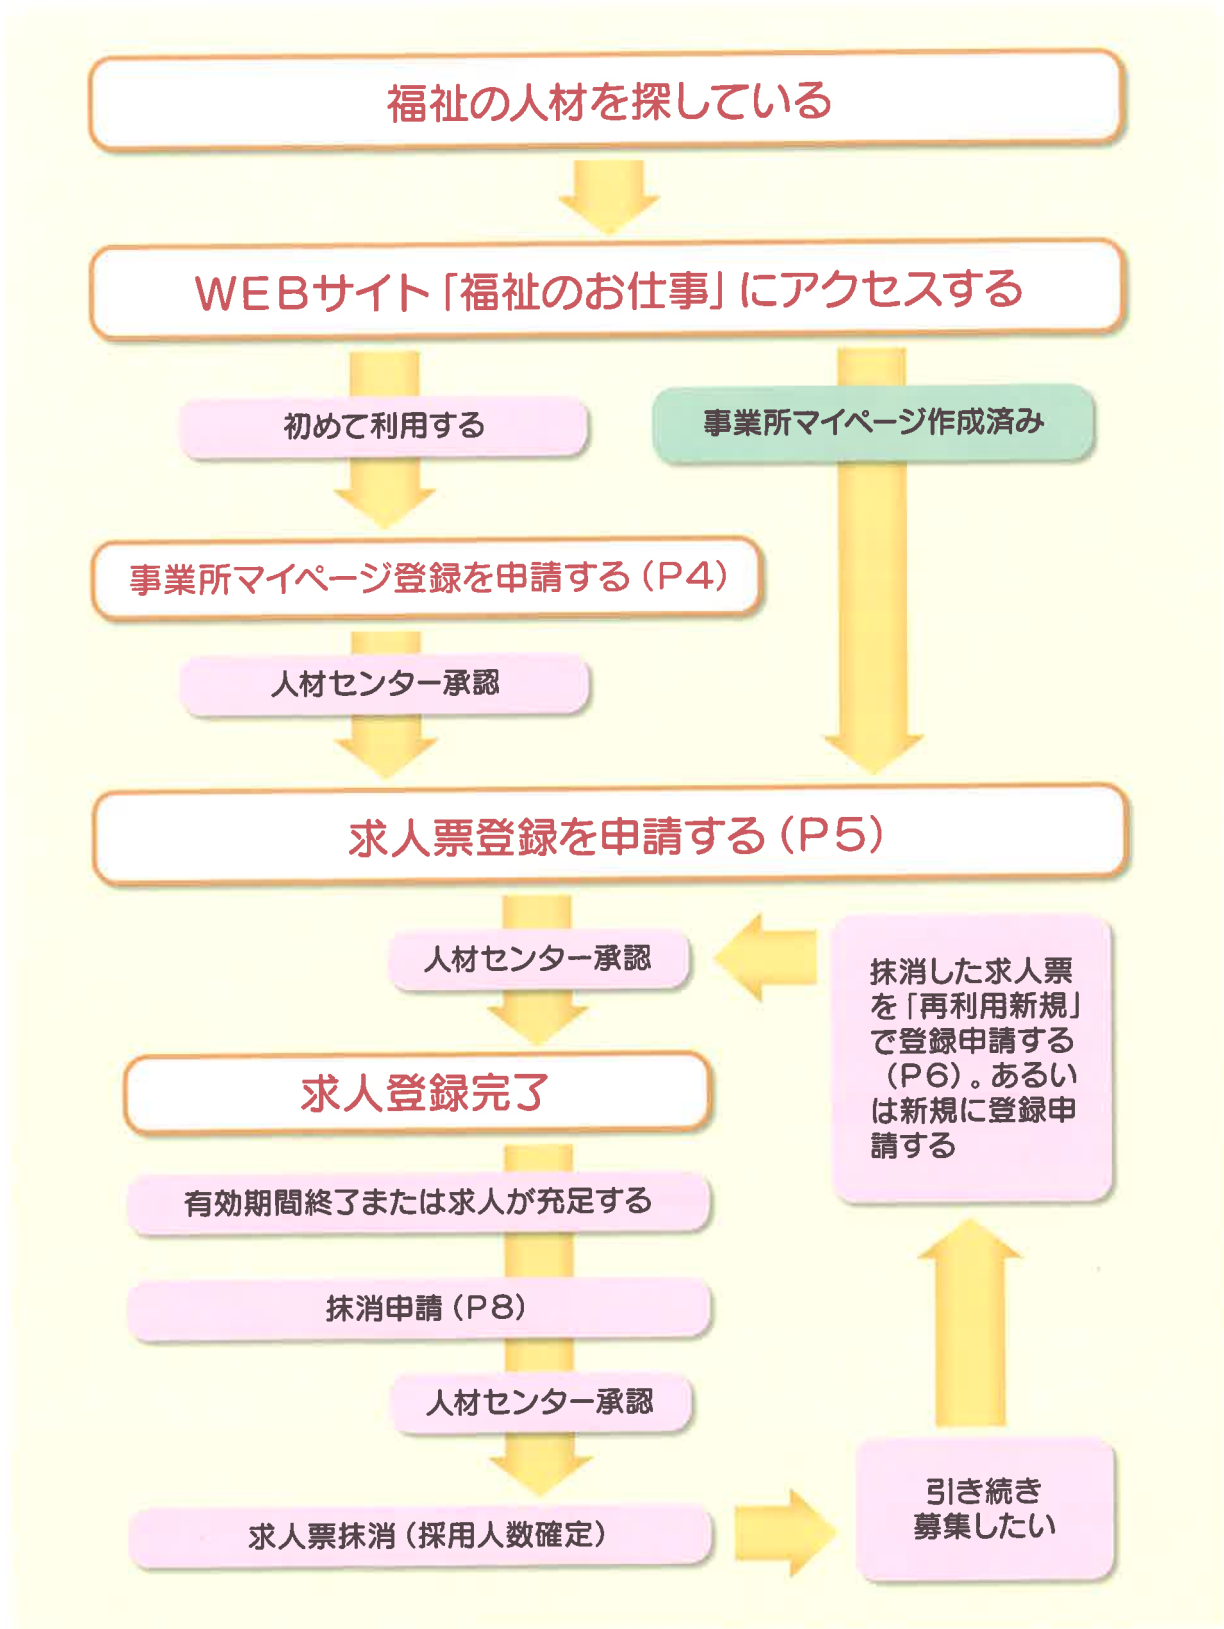 福祉の人材を探している
WEBサイト「福祉のお仕事」にアクセスする
初めて利用する
事業所マイページ作成済み
事業所マイページ登録を申請する（P4）
人材センター承認
求人票登録を申請する（P5）
人材センター承認
抹消した求人票
を「再利用新規」
で登録申請する
（P6）。あるい
は新規に登録申
請する
求人登録完了
有効期間終了または求人が充足する
抹消申請（P8）
人材センター承認
求人票抹消（採用人数確定）
引き続き
募集したい